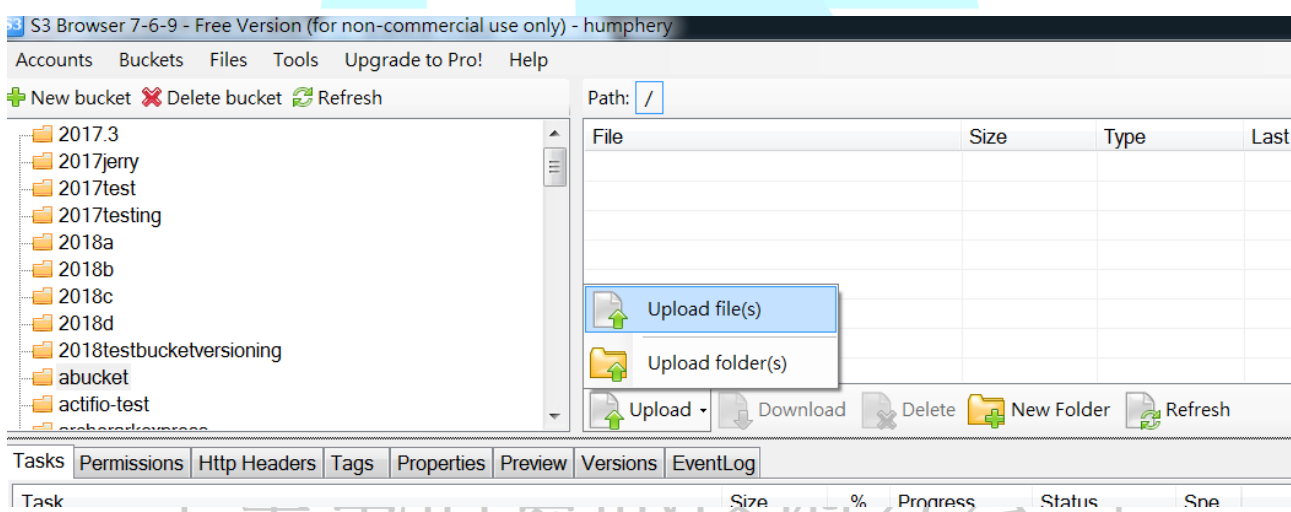 S3 Browser 7-6-9 - Free Version (for non-commercial use only) - humphery
Accounts Buckets Files Tools Upgrade to Pro! Help
New bucket Delete bucket Refresh
2017.3
2017jerry
2017test
2017testing
2018a
2018b
2018c
2018d
2018testbucketversioning
abucket
actifio-test
Path: /
File Size Type Last
Upload file(s)
Upload folder(s)
Upload Download Delete New Folder Refresh
Tasks Permissions Http Headers Tags Properties Preview Versions EventLog
Task Size % Progress Status Spe